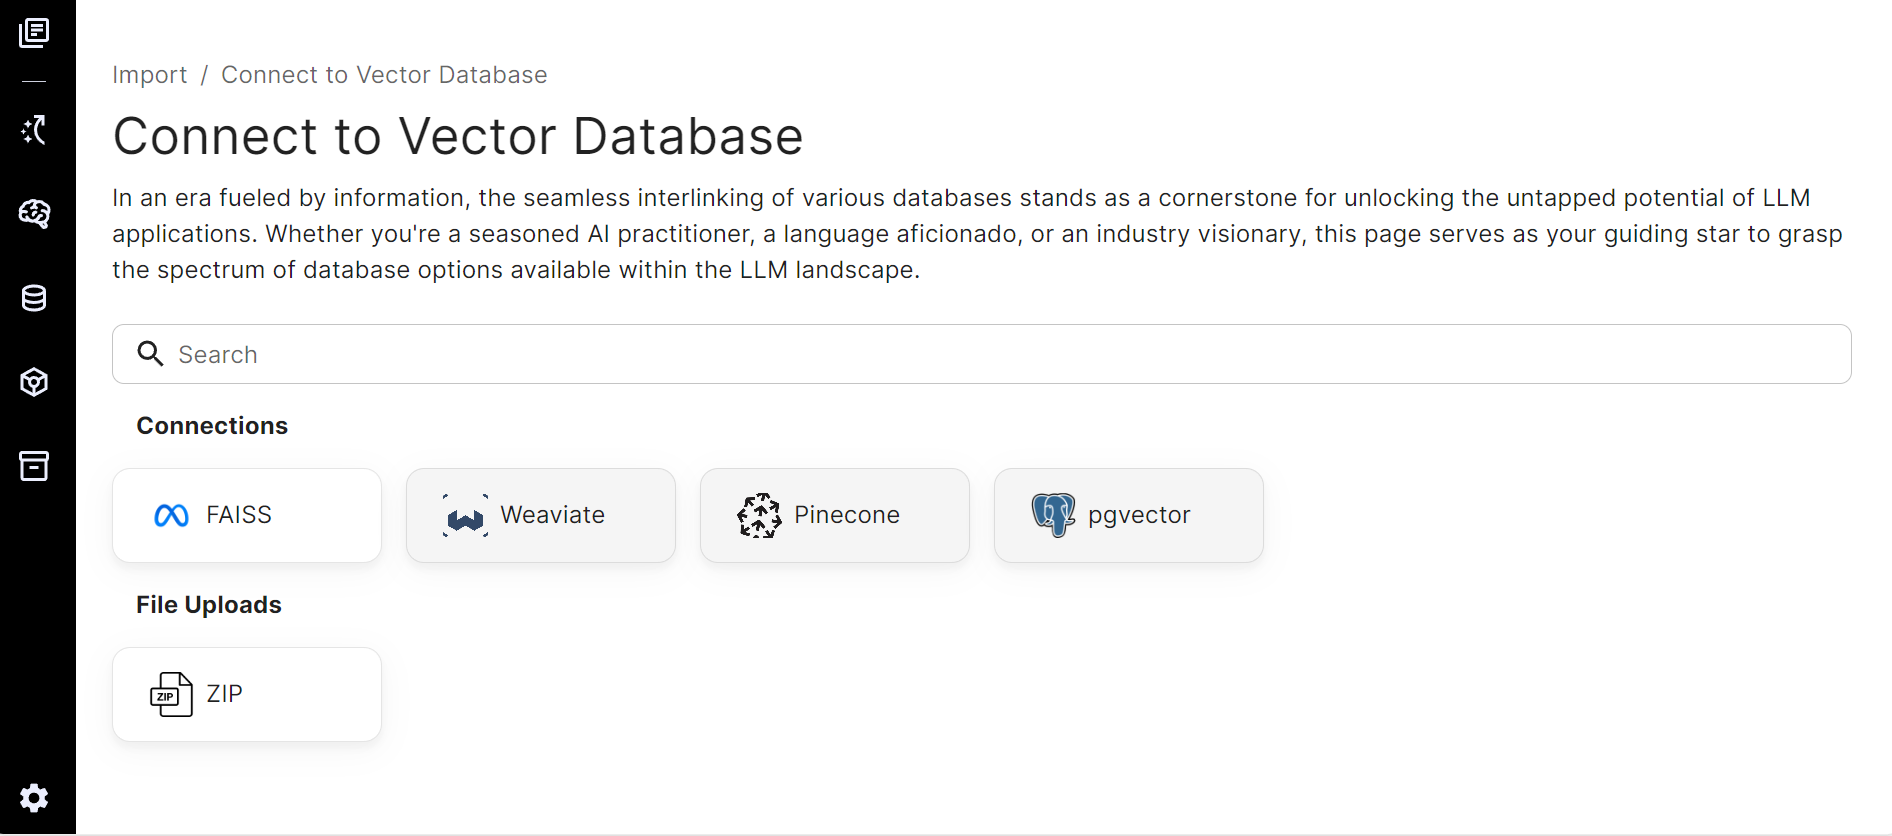 Import / Connect to Vector Database
Connect to Vector Database
In an era fueled by information, the seamless interlinking of various databases stands as a cornerstone for unlocking the untapped potential of LLM
applications. Whether you're a seasoned AI practitioner, a language aficionado, or an industry visionary, this page serves as your guiding star to grasp
the spectrum of database options available within the LLM landscape.
Search
Connections
FAISS Weaviate Pinecone pgvector
File Uploads
ZIP ZIP